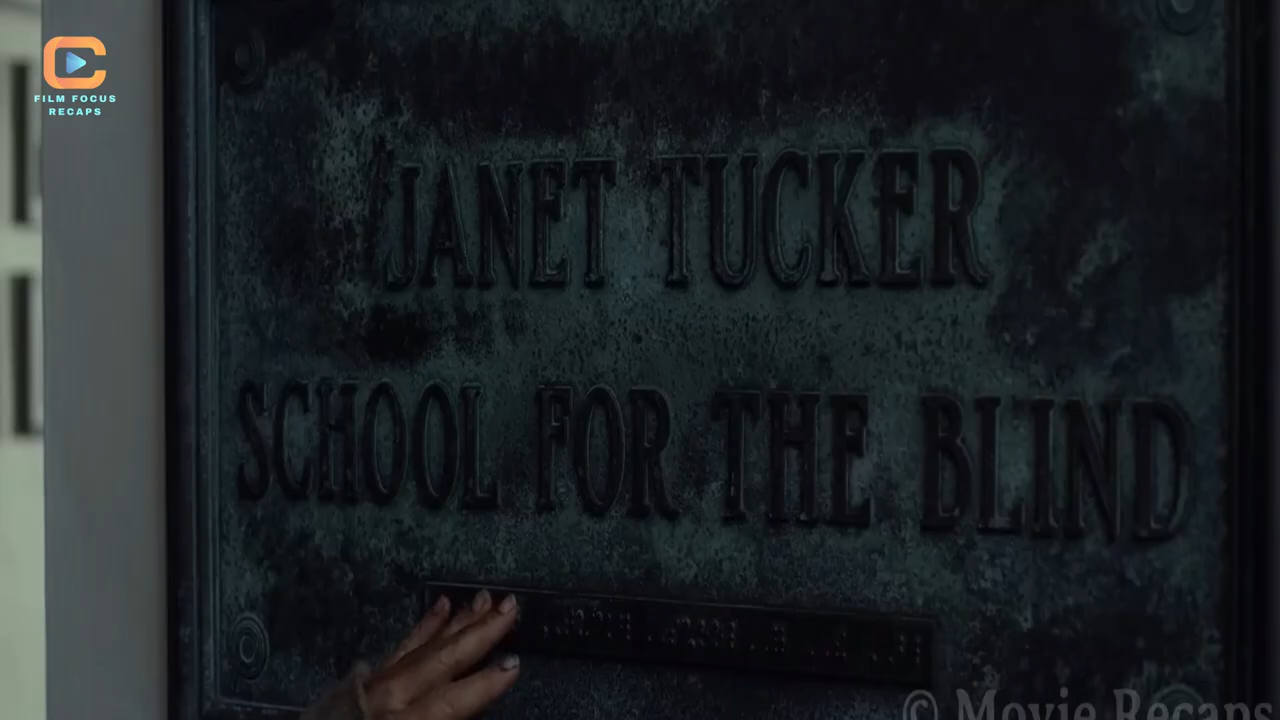 FILM FOCUS
RECAPS
JANET TUCKER
SCHOOL FOR THE BLIND
© Movie Recaps